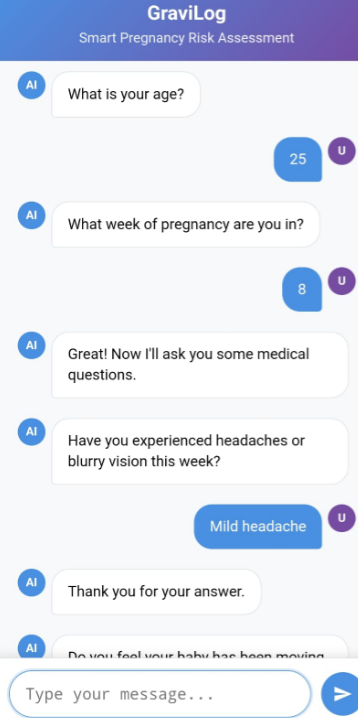 GraviLog
Smart Pregnancy Risk Assessment
AI
What is your age?
U
25
AI
What week of pregnancy are you in?
U
8
AI
Great! Now I'll ask you some medical
questions.
AI
Have you experienced headaches or
blurry vision this week?
U
Mild headache
AI
Thank you for your answer.
AI
Do you feel your baby has been moving
Type your message...